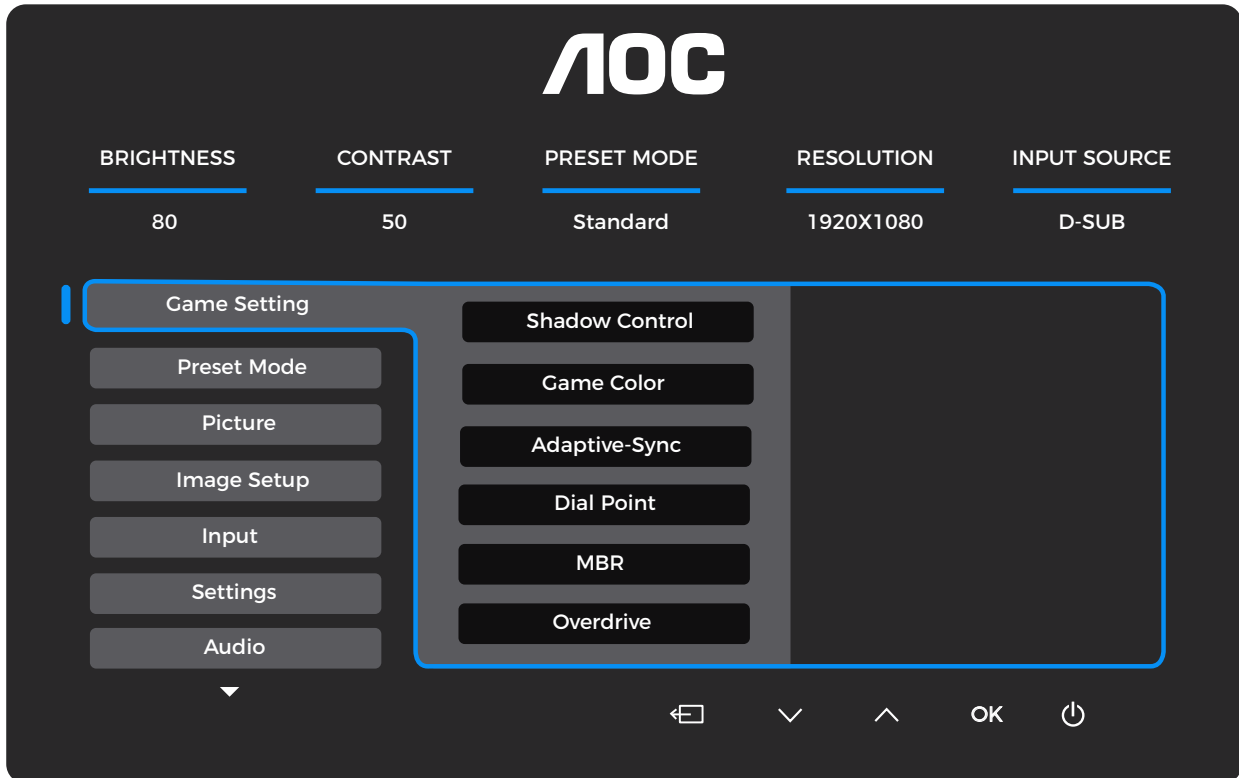 AOC
BRIGHTNESS CONTRAST PRESET MODE RESOLUTION INPUT SOURCE
80 50 Standard 1920X1080 D-SUB
Game Setting
Preset Mode
Picture
Image Setup
Input
Settings
Audio
Shadow Control
Game Color
Adaptive-Sync
Dial Point
MBR
Overdrive
OK